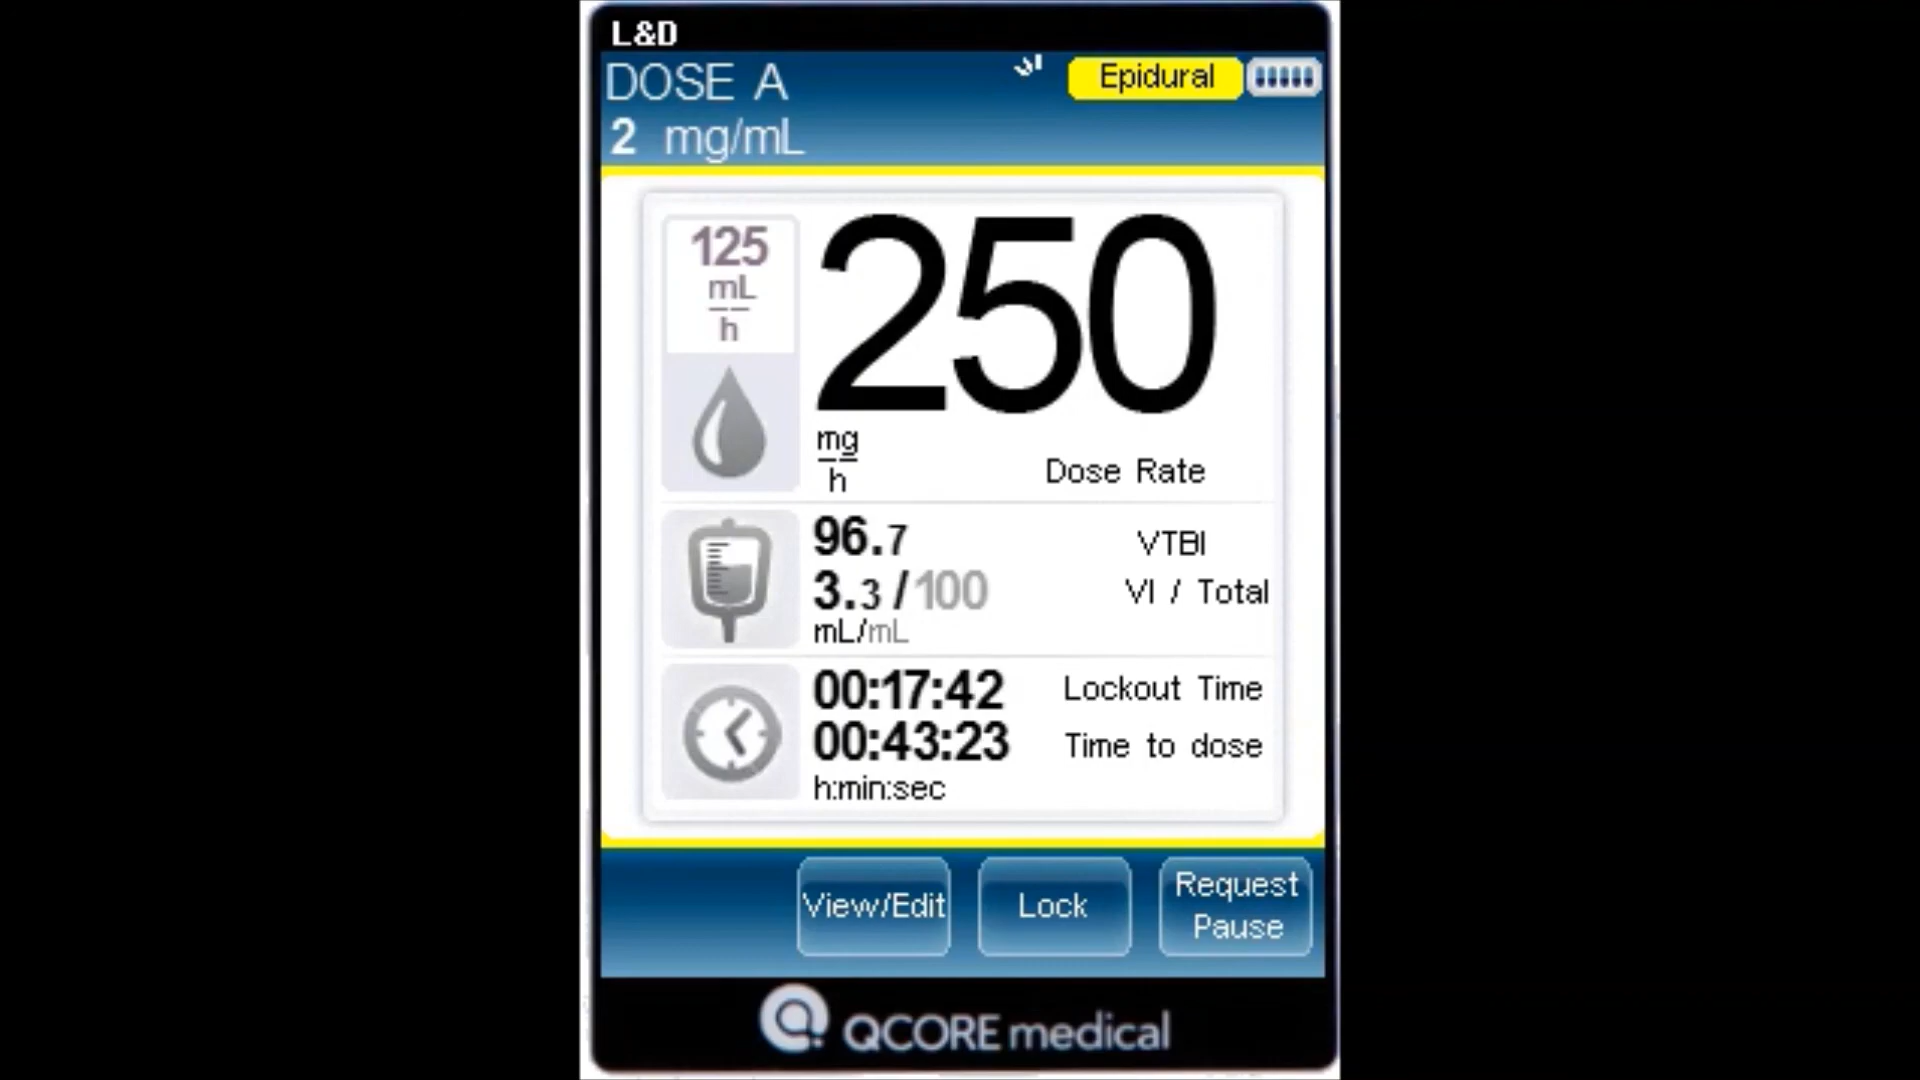 L&D
DOSE A
Epidural
2 mg/mL
125
mL
h
250
mg
h
Dose Rate
96.7
VTBI
3.3/100
VI / Total
mL/mL
00:17:42
Lockout Time
00:43:23
Time to dose
h:min:sec
View/Edit
Lock
Request
Pause
QCORE medical